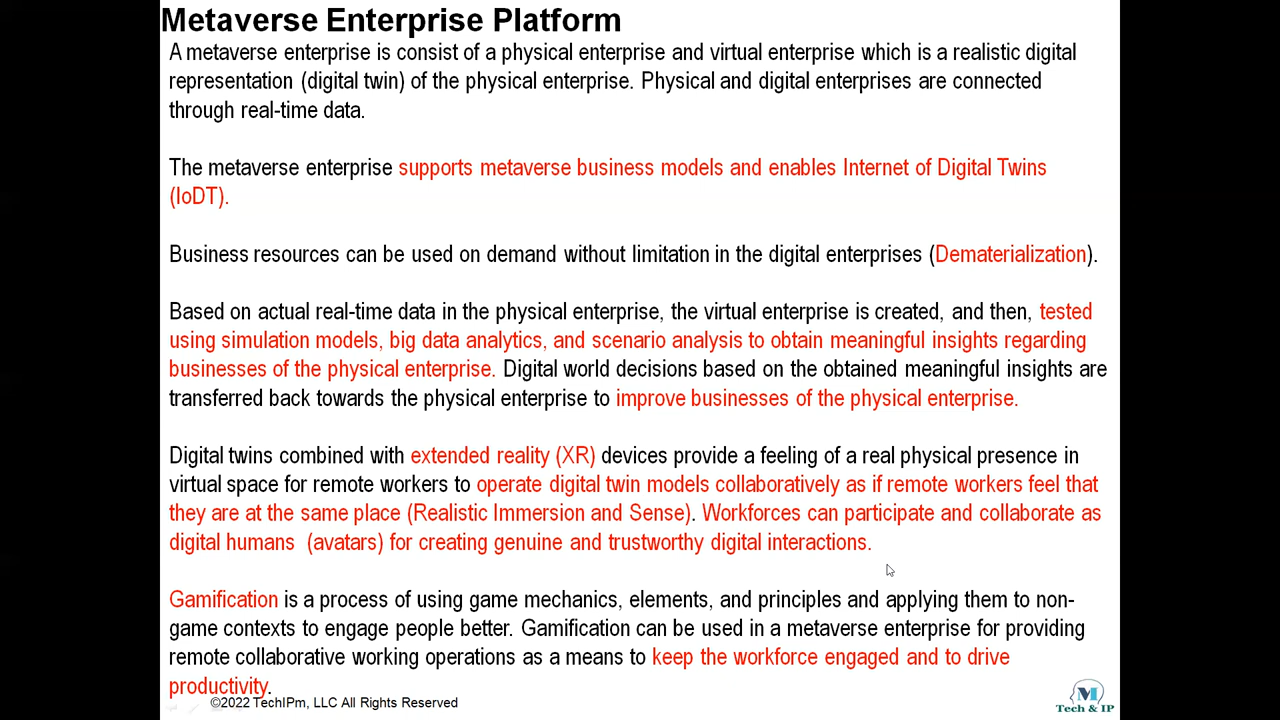 Metaverse Enterprise Platform
A metaverse enterprise is consist of a physical enterprise and virtual enterprise which is a realistic digital
representation (digital twin) of the physical enterprise. Physical and digital enterprises are connected
through real-time data.
The metaverse enterprise supports metaverse business models and enables Internet of Digital Twins
(IoDT).
Business resources can be used on demand without limitation in the digital enterprises (Dematerialization).
Based on actual real-time data in the physical enterprise, the virtual enterprise is created, and then, tested
using simulation models, big data analytics, and scenario analysis to obtain meaningful insights regarding
businesses of the physical enterprise. Digital world decisions based on the obtained meaningful insights are
transferred back towards the physical enterprise to improve businesses of the physical enterprise.
Digital twins combined with extended reality (XR) devices provide a feeling of a real physical presence in
virtual space for remote workers to operate digital twin models collaboratively as if remote workers feel that
they are at the same place (Realistic Immersion and Sense). Workforces can participate and collaborate as
digital humans (avatars) for creating genuine and trustworthy digital interactions.
Gamification is a process of using game mechanics, elements, and principles and applying them to non-
game contexts to engage people better. Gamification can be used in a metaverse enterprise for providing
remote collaborative working operations as a means to keep the workforce engaged and to drive
productivity.
©2022 TechIPm, LLC All Rights Reserved
M
Tech & IP